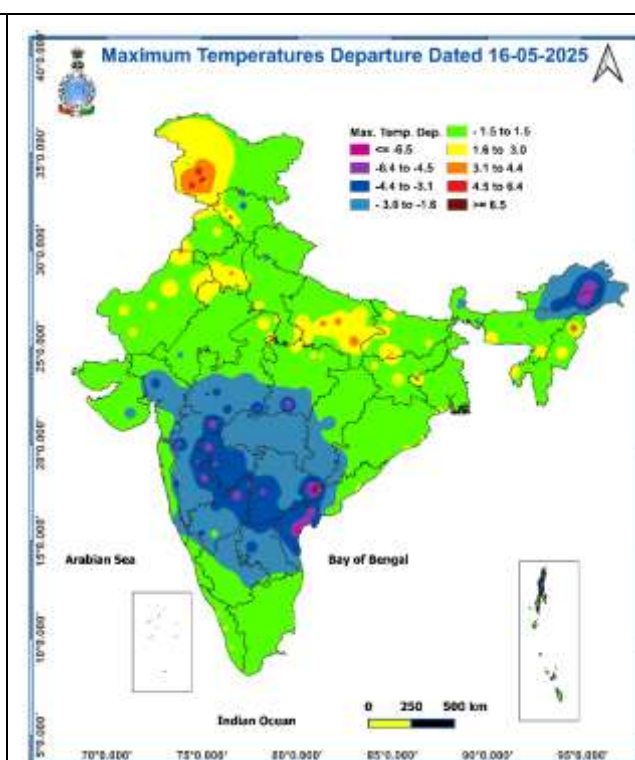 Maximum Temperatures Departure Dated 16-05-2025
Max. Temp. Dep.
<= -6.5
-6.4 to -4.5
-4.4 to -3.1
- 3.0 to -1.6
- 1.5 to 1.5
1.6 to 3.0
3.1 to 4.4
4.5 to 6.4
>= 6.5
40°0.000'
35°0.000'
30°0.000'
25°0.000'
20°0.000'
15°0.000'
10°0.000'
5°0.000'
Arabian Sea
Bay of Bengal
Indian Ocean
0 250 500 km
70°0.000' 75°0.000' 80°0.000' 85°0.000' 90°0.000' 95°0.000'